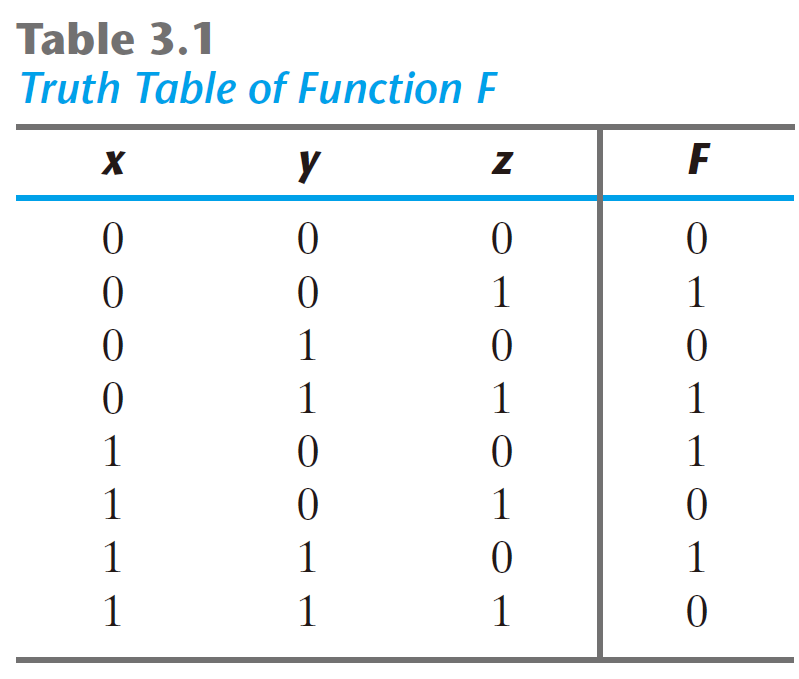 Table 3.1
Truth Table of Function F
x y z F
0 0 0 0
0 0 1 1
0 1 0 0
0 1 1 1
1 0 0 1
1 0 1 0
1 1 0 1
1 1 1 0